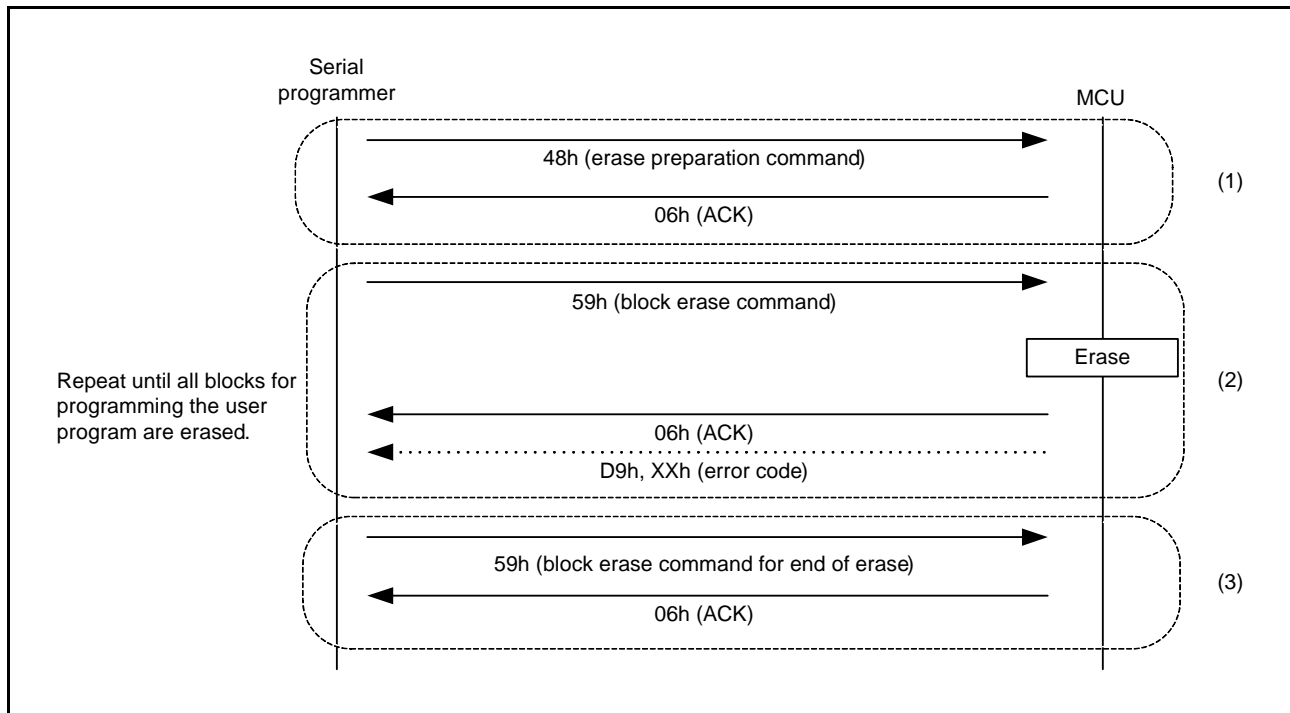 Serial
programmer
MCU
48h (erase preparation command)
(1)
06h (ACK)
59h (block erase command)
Erase
Repeat until all blocks for
programming the user
program are erased.
(2)
06h (ACK)
D9h, XXh (error code)
59h (block erase command for end of erase)
(3)
06h (ACK)